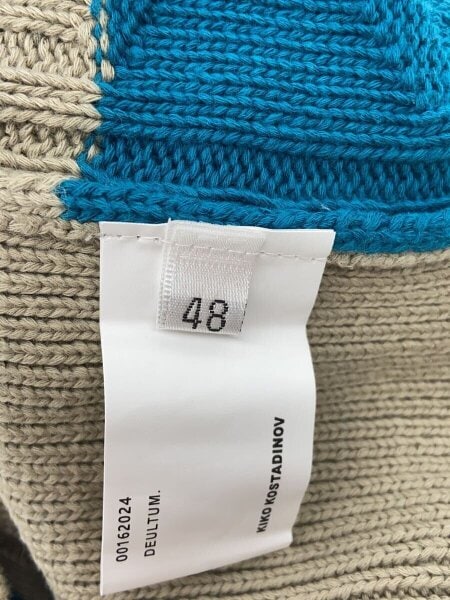 48
00162024
DEULTUM.
KIKO KOSTADINOV